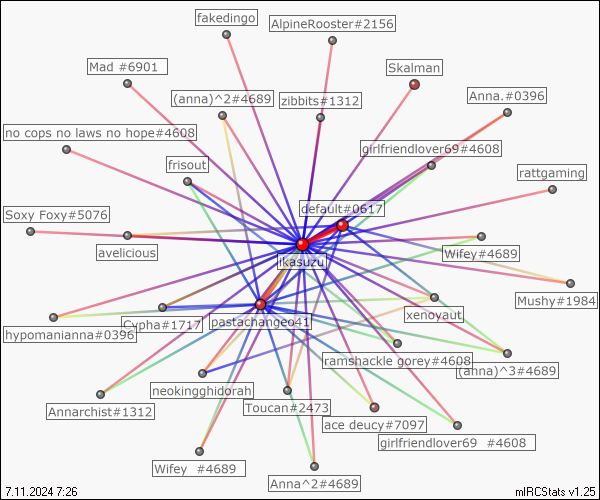 fakedingo
AlpineRooster#2156
Mad #6901
Skalman
(anna)^2#4689
zibbits#1312
Anna.#0396
no cops no laws no hope#4608
girlfriendlover69#4608
frisout
rattgaming
default#0617
Soxy Foxy#5076
avelicious
ikasuzu
Wifey#4689
Mushy#1984
xenoyaut
Cypha#1717
pastachangeo41
hypomanianna#0396
ramshackle gorey#4608
(anna)^3#4689
neokingghidorah
Toucan#2473
Annarchist#1312
ace deucy#7097
girlfriendlover69 #4608
Wifey #4689
Anna^2#4689
7.11.2024 7:26
mIRCStats v1.25